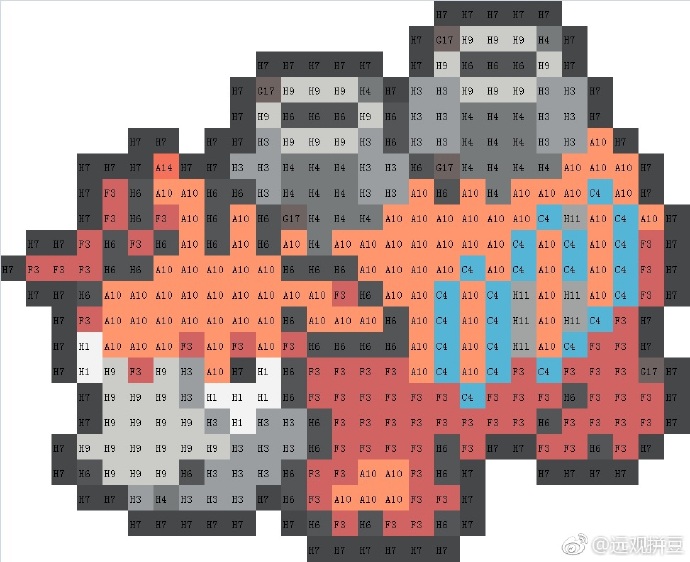 H7 H7 H7 H7 H7
H7 G17 H9 H9 H9 H4 H7
H7 H7 H7 H7 H7 H7 H9 H6 H6 H6 H9 H7
H7 G17 H9 H9 H9 H4 H7 H3 H3 H9 H9 H9 H3 H3 H7
H7 H9 H6 H6 H6 H9 H6 H3 H3 H4 H4 H4 H3 H3 H7
H7 H7 H7 H7 H3 H9 H9 H9 H3 H6 H3 H3 H4 H4 H4 H3 H3 A10 H7
H7 H7 H7 A14 H7 H7 H3 H3 H4 H4 H4 H3 H3 H6 G17 H4 H4 H4 H4 A10 A10 A10 H7
H7 F3 H6 A10 A10 H6 H6 H3 H4 H4 H4 H3 H3 A10 H6 A10 H4 A10 A10 A10 C4 A10 H7
H7 F3 H6 F3 A10 H6 A10 H6 G17 H4 H4 H4 A10 A10 A10 A10 A10 A10 C4 H11 A10 C4 A10 H7
H7 H7 F3 H6 F3 H6 A10 H6 A10 H6 A10 H4 A10 A10 A10 A10 A10 A10 A10 C4 A10 C4 A10 C4 F3 H7
H7 F3 F3 F3 A10 A10 A10 A10 A10 A10 A10 H6 H6 H6 A10 A10 A10 A10 C4 A10 C4 A10 C4 A10 C4 F3 H7
H7 H7 H6 A10 A10 A10 A10 A10 A10 A10 A10 A10 F3 H6 A10 A10 C4 A10 C4 H11 A10 H11 A10 C4 F3 H7
H7 F3 A10 A10 A10 A10 A10 A10 A10 H6 A10 A10 A10 H7 A10 C4 A10 C4 H11 A10 H11 C4 F3 H7
H7 H1 A10 A10 A10 F3 A10 F3 A10 F3 H6 H6 H6 H6 A10 C4 A10 C4 H11 A10 C4 F3 F3 H7
H7 H1 H9 F3 H9 H3 A10 H7 H1 H6 F3 F3 F3 F3 A10 C4 A10 C4 F3 C4 F3 F3 F3 G17 H7
H7 H9 H9 H9 H3 H1 H1 H1 H6 F3 F3 F3 F3 F3 F3 C4 F3 F3 F3 H6 F3 F3 F3 H7
H7 H9 H9 H9 H9 H3 H1 H3 H6 F3 F3 F3 F3 F3 F3 F3 F3 F3 H6 F3 F3 F3 F3 H7
H7 H9 H9 H9 H9 H9 H9 H3 H3 H3 F3 F3 F3 F3 F3 H6 F3 H7 H7 F3 F3 H6 F3 H6 H7
H7 H6 H9 H9 H9 H6 H3 H3 H3 H6 F3 F3 A10 A10 F3 H6 H7 H7 H7 H7 H7
H7 H7 H3 H4 H3 H3 H3 H7 H6 F3 A10 A10 A10 F3 F3 H7
H7 H7 H7 H7 H7 H7 H6 F3 H6 F3 F3 H6 H7
H7 H7 H7 H7 H7 H7
@远观拼豆